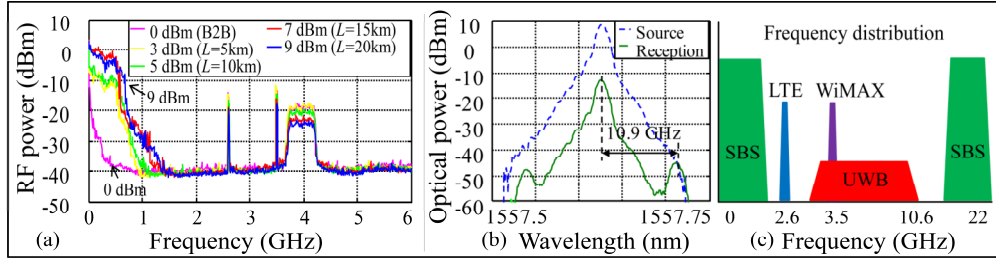 10
0
-10
-20
-30
-40
-50
RF power (dBm)
0 dBm (B2B)
3 dBm (L=5km)
5 dBm (L=10km)
7 dBm (L=15km)
9 dBm (L=20km)
9 dBm
0 dBm
0 1 2 3 4 5 6
(a)
Frequency (GHz)
10
0
-10
-20
-30
-40
-50
-60
Optical power (dBm)
Source
Reception
10.9 GHz
1557.5 1557.75
(b)
Wavelength (nm)
Frequency distribution
SBS
LTE
WiMAX
UWB
SBS
0 2.6 3.5 10.6 22
(c)
Frequency (GHz)